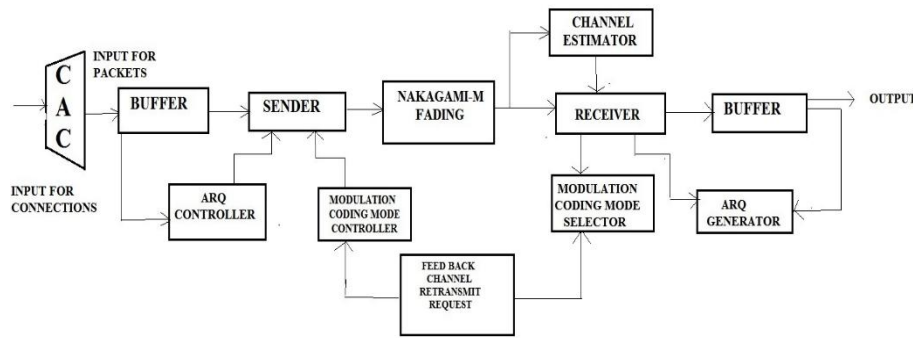 INPUT FOR
PACKETS
C
A
C
INPUT FOR
CONNECTIONS
BUFFER
SENDER
NAKAGAMI-M
FADING
CHANNEL
ESTIMATOR
RECEIVER
BUFFER
OUTPUT
ARQ
CONTROLLER
MODULATION
CODING MODE
CONTROLLER
MODULATION
CODING MODE
SELECTOR
ARQ
GENERATOR
FEED BACK
CHANNEL
RETRANSMIT
REQUEST